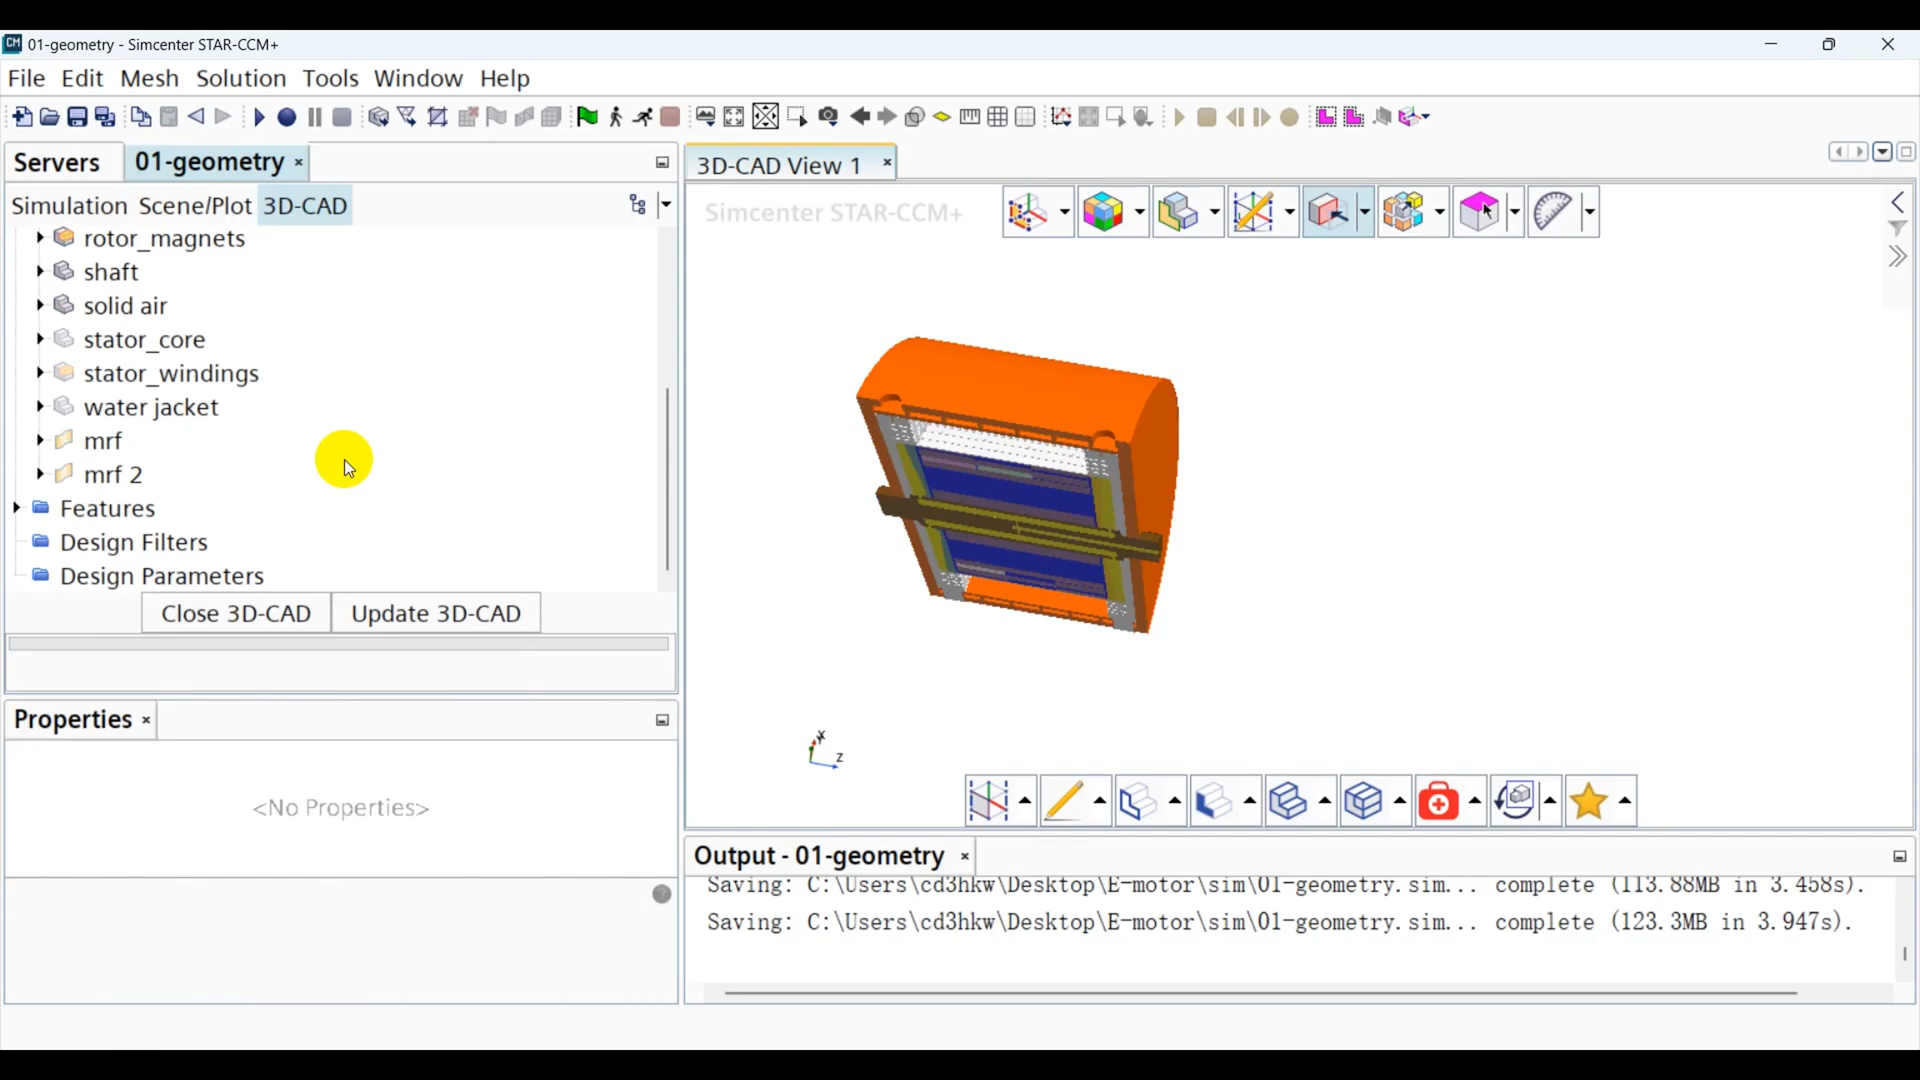 CM 01-geometry - Simcenter STAR-CCM+
File Edit Mesh Solution Tools Window Help
Servers 01-geometry ×
Simulation Scene/Plot 3D-CAD
rotor_magnets
shaft
solid air
stator_core
stator_windings
water jacket
mrf
mrf 2
Features
Design Filters
Design Parameters
Close 3D-CAD Update 3D-CAD
Properties ×
<No Properties>
3D-CAD View 1 ×
Simcenter STAR-CCM+
Z
Output - 01-geometry ×
Saving: C:\Users\cd3hkw\Desktop\E-motor\sim\01-geometry.sim... complete (113.88MB in 3.458s).
Saving: C:\Users\cd3hkw\Desktop\E-motor\sim\01-geometry.sim... complete (123.3MB in 3.947s).